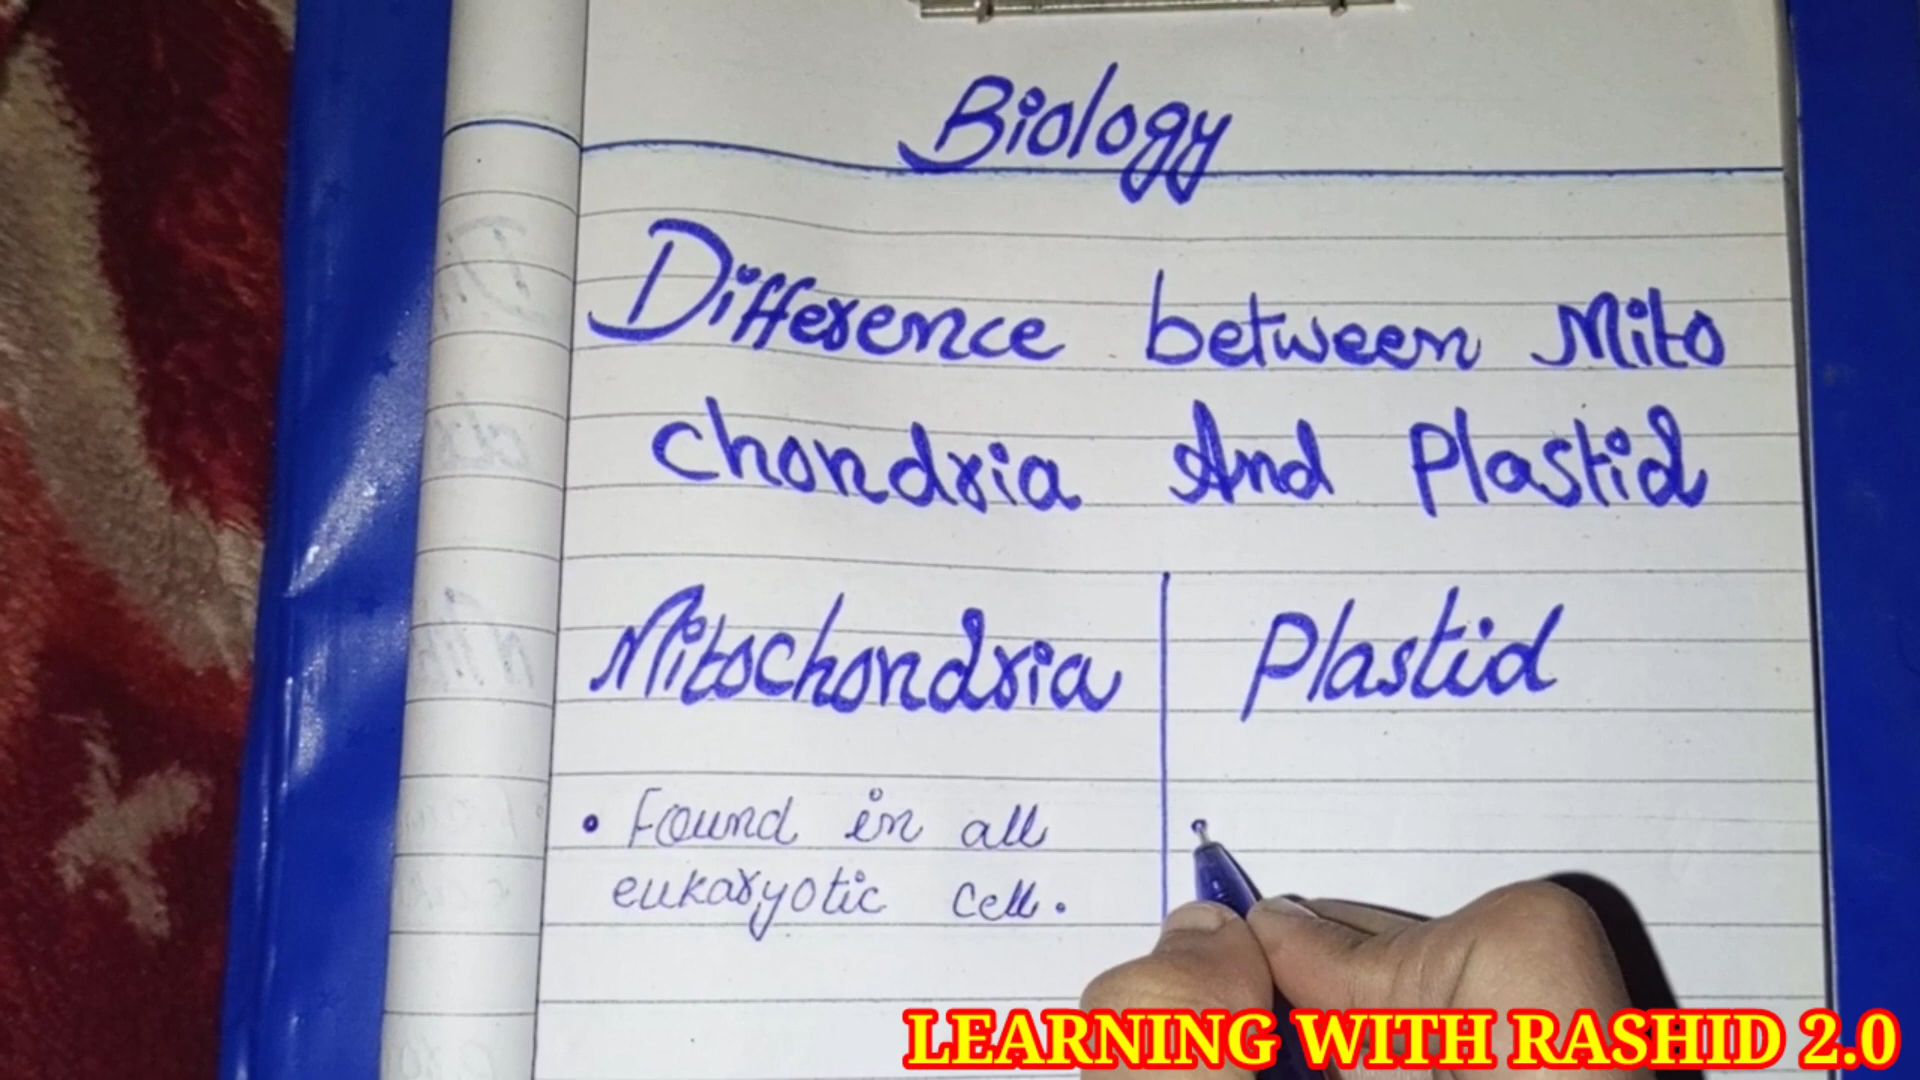 Biology
Difference between Mito
chondria And Plastid
Mitochondria Plastid
• Found in all
eukaryotic cell.
LEARNING WITH RASHID 2.0